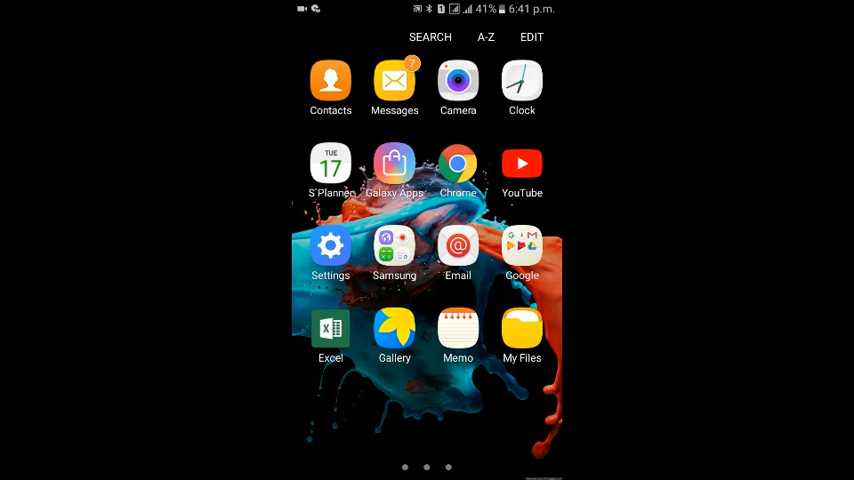 41% 6:41 p.m.
SEARCH A-Z EDIT
7
Contacts Messages Camera Clock
TUE
17
S Planner Galaxy Apps Chrome YouTube
Settings Samsung Email Google
Excel Gallery Memo My Files